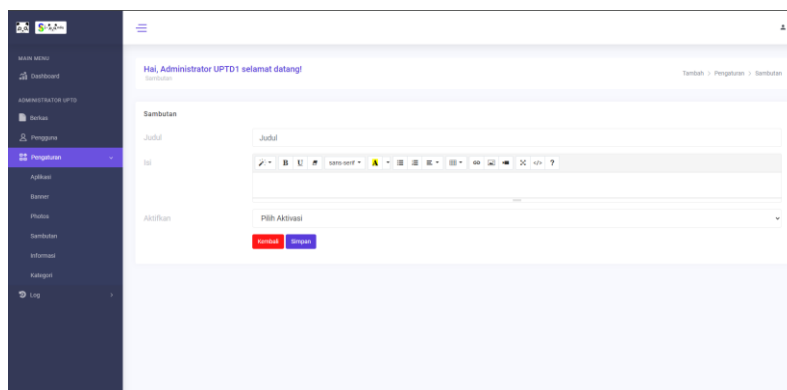 MAIN MENU
Dashboard
ADMINISTRATOR UPTD
Berkas
Pengguna
Pengaturan
Aplikasi
Banner
Photos
Sambutan
Informasi
Kategori
Log
Hai, Administrator UPTD1 selamat datang!
Sambutan
Tambah > Pengaturan > Sambutan
Sambutan
Judul
Judul
Isi
B U sans-serif A </> ?
Aktifkan
Pilih Aktivasi
Kembali Simpan